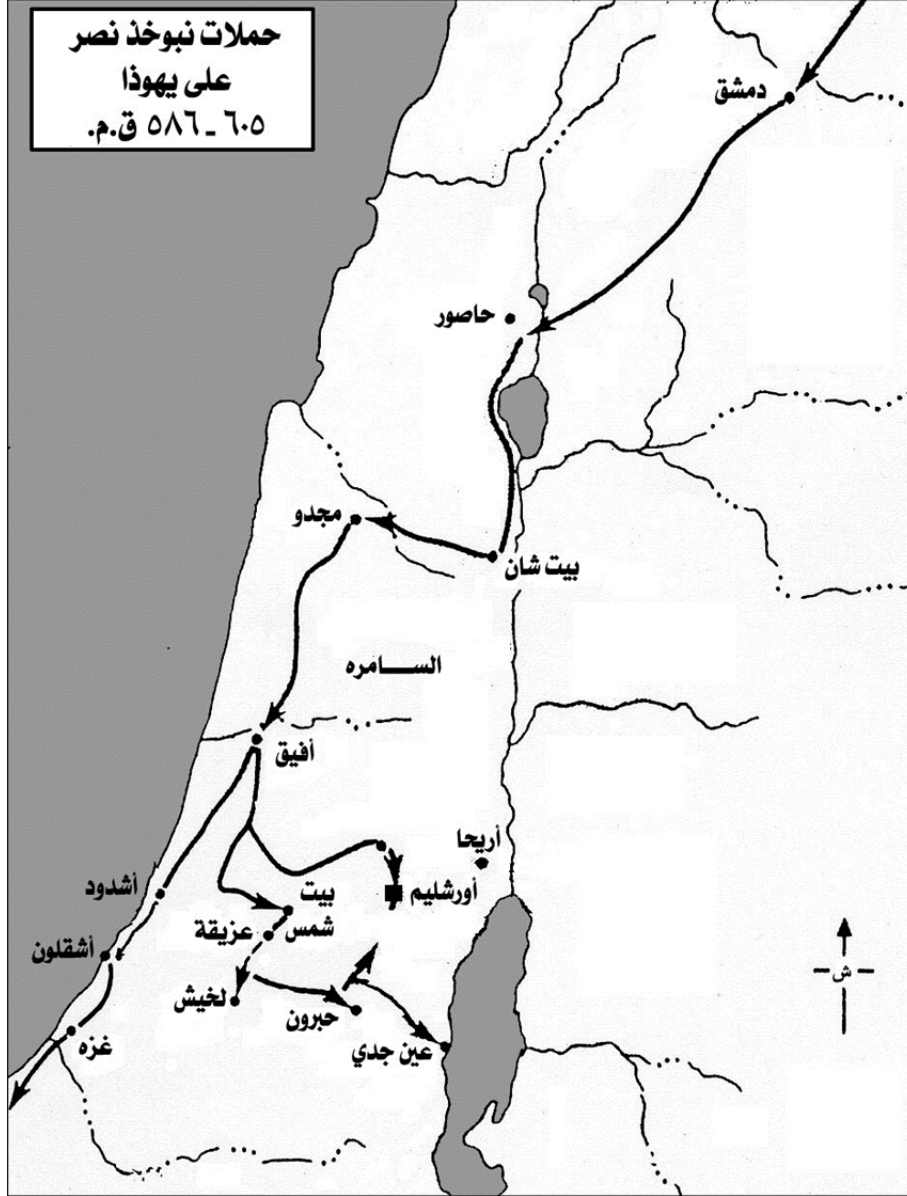 حملات نبوخذ نصر
على يهوذا
٦٠٥ ـ ٥٨٦ ق.م.
دمشق
حاصور
مجدو
بيت شان
الســـامره
أفيق
أريحا
أشدود
بيت
أورشليم
شمس
عزيقة
أشقلون
ش
لخيش
حبرون
غزه
عين جدي